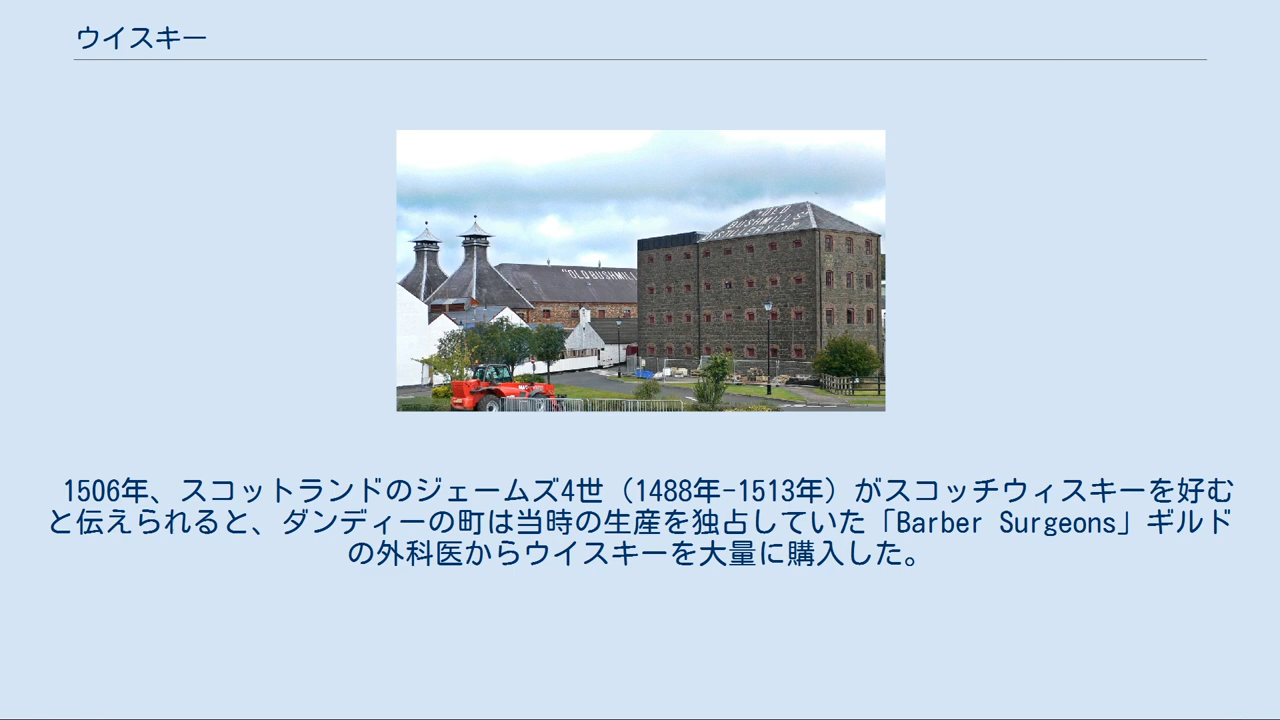 ウイスキー
"OLD
BUSHMILLS"
DISTILLERY
"OLD BUSHMILL
1506年、スコットランドのジェームズ4世（1488年-1513年）がスコッチウィスキーを好む
と伝えられると、ダンディーの町は当時の生産を独占していた「Barber Surgeons」ギルド
の外科医からウイスキーを大量に購入した。